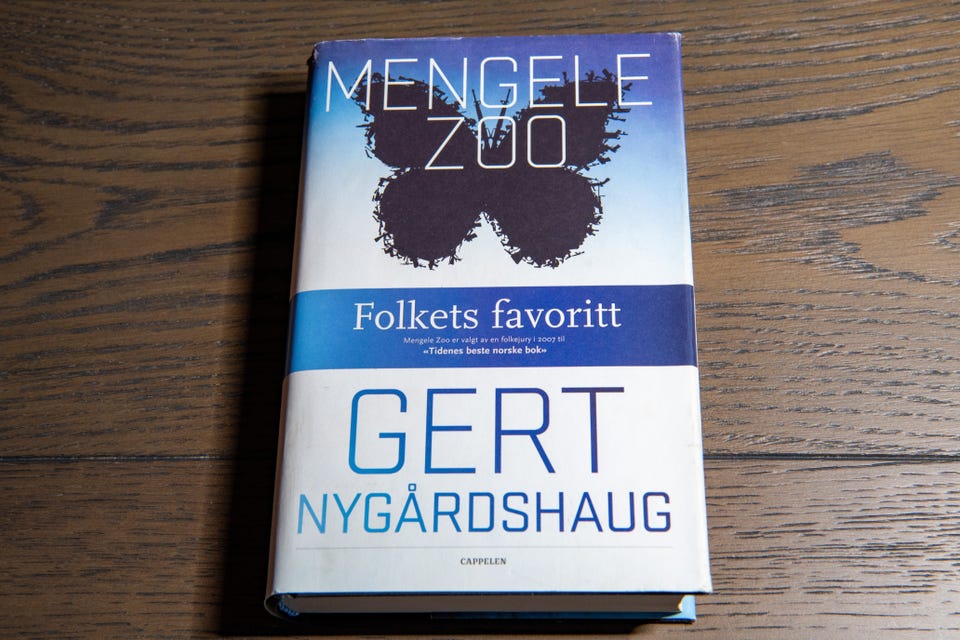 MENGELE
ZOO
Folkets favoritt
Mengele Zoo er valgt av en folkejury i 2007 til
«Tidenes beste norske bok»
GERT
NYGÅRDSHAUG
CAPPELEN